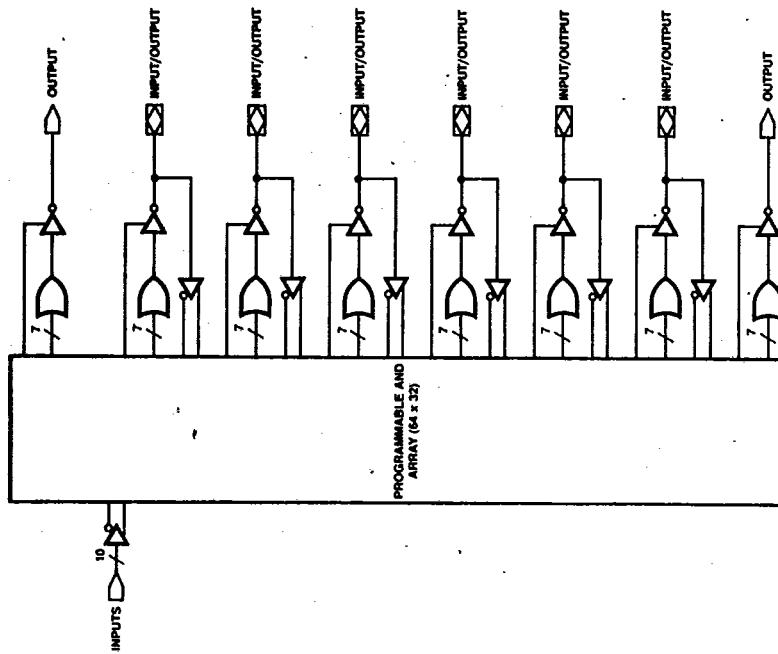 INPUTS
10
PROGRAMMABLE AND
ARRAY (64 x 32)
7
OUTPUT
7
INPUT/OUTPUT
7
INPUT/OUTPUT
7
INPUT/OUTPUT
7
INPUT/OUTPUT
7
INPUT/OUTPUT
7
INPUT/OUTPUT
7
OUTPUT